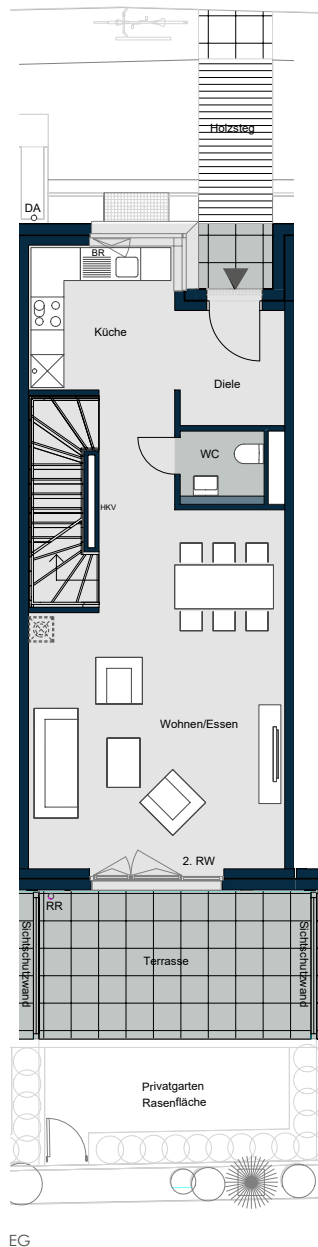 Holzsteg
DA
BR
Küche
Diele
WC
HKV
Wohnen/Essen
2. RW
RR
Sichtschutzwand
Terrasse
Sichtschutzwand
Privatgarten
Rasenfläche
EG